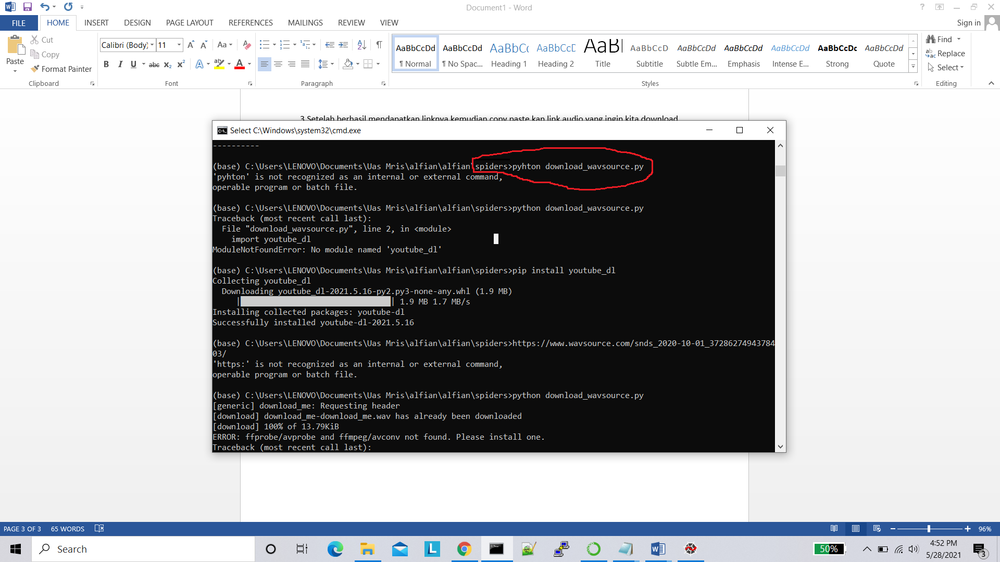 Document1 - Word
FILE HOME INSERT DESIGN PAGE LAYOUT REFERENCES MAILINGS REVIEW VIEW Sign in
Paste Cut Copy Format Painter
Calibri (Body) 11
AaBbCcDd AaBbCcDd AaBbCc AaBbCcD AaBl AaBbCcD AaBbCcDd AaBbCcDd AaBbCcDd AaBbCcDc AaBbCcDd
¶ Normal ¶ No Spac... Heading 1 Heading 2 Title Subtitle Subtle Em... Emphasis Intense E... Strong Quote
Find Replace Select
Clipboard Font Paragraph Styles Editing
3.Setelah berhasil mendapatkan linknya kemudian copy paste kan link audio yang ingin kita download
Select C:\Windows\system32\cmd.exe
----------
(base) C:\Users\LENOVO\Documents\Uas Mris\alfian\alfian\spiders>pyhton download_wavsource.py
'pyhton' is not recognized as an internal or external command,
operable program or batch file.
(base) C:\Users\LENOVO\Documents\Uas Mris\alfian\alfian\spiders>python download_wavsource.py
Traceback (most recent call last):
File "download_wavsource.py", line 2, in <module>
import youtube_dl
ModuleNotFoundError: No module named 'youtube_dl'
(base) C:\Users\LENOVO\Documents\Uas Mris\alfian\alfian\spiders>pip install youtube_dl
Collecting youtube_dl
Downloading youtube_dl-2021.5.16-py2.py3-none-any.whl (1.9 MB)
| | 1.9 MB 1.7 MB/s
Installing collected packages: youtube-dl
Successfully installed youtube-dl-2021.5.16
(base) C:\Users\LENOVO\Documents\Uas Mris\alfian\alfian\spiders>https://www.wavsource.com/snds_2020-10-01_37286274943784
03/
'https:' is not recognized as an internal or external command,
operable program or batch file.
(base) C:\Users\LENOVO\Documents\Uas Mris\alfian\alfian\spiders>python download_wavsource.py
[generic] download_me: Requesting header
[download] download_me-download_me.wav has already been downloaded
[download] 100% of 13.79KiB
ERROR: ffprobe/avprobe and ffmpeg/avconv not found. Please install one.
Traceback (most recent call last):
PAGE 3 OF 3 65 WORDS 96%
Search 50% 4:52 PM
5/28/2021 3